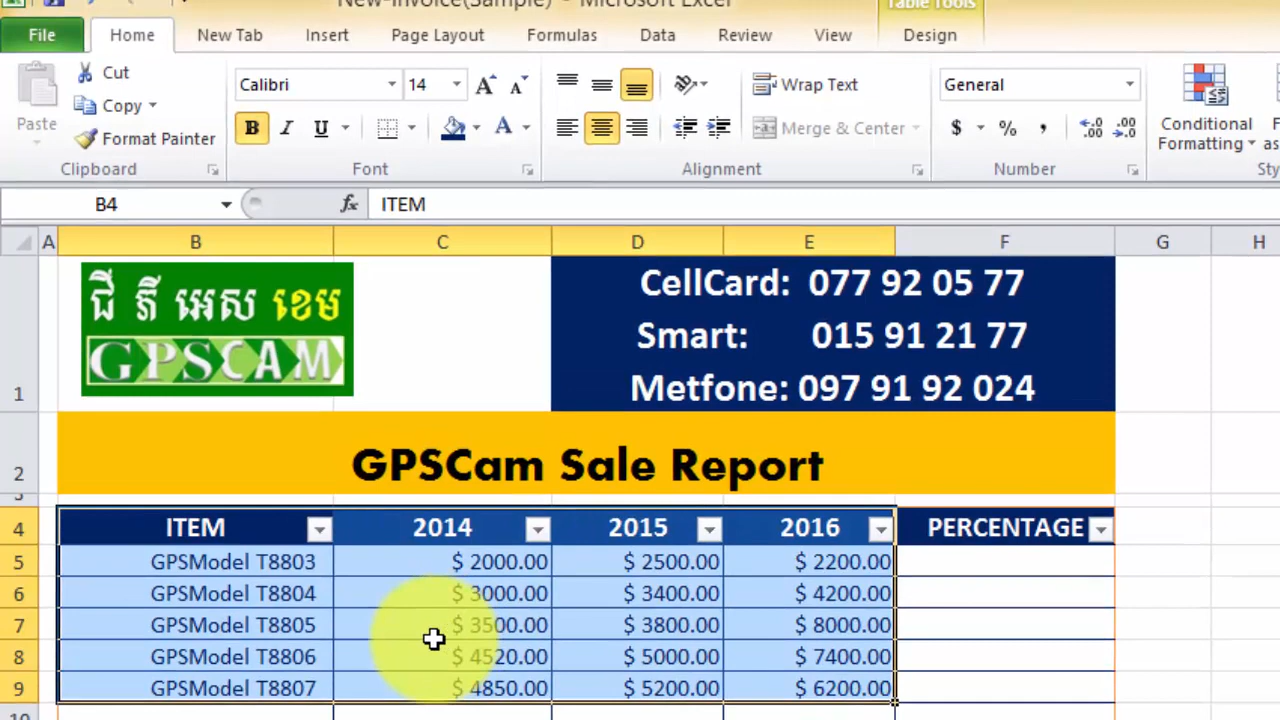 New-Invoice(Sample) - Microsoft Excel
Table Tools
File Home New Tab Insert Page Layout Formulas Data Review View Design
Paste
Cut
Copy
Format Painter
Calibri 14
B I U A
Wrap Text
Merge & Center
General
$ % ,
Conditional
Formatting
Clipboard Font Alignment Number
B4 fx ITEM
A B C D E F G H
1
ជី ភី អេស ខេម
GPSCAM
CellCard: 077 92 05 77
Smart: 015 91 21 77
Metfone: 097 91 92 024
2 GPSCam Sale Report
4 ITEM 2014 2015 2016 PERCENTAGE
5 GPSModel T8803 $ 2000.00 $ 2500.00 $ 2200.00
6 GPSModel T8804 $ 3000.00 $ 3400.00 $ 4200.00
7 GPSModel T8805 $ 3500.00 $ 3800.00 $ 8000.00
8 GPSModel T8806 $ 4520.00 $ 5000.00 $ 7400.00
9 GPSModel T8807 $ 4850.00 $ 5200.00 $ 6200.00
10